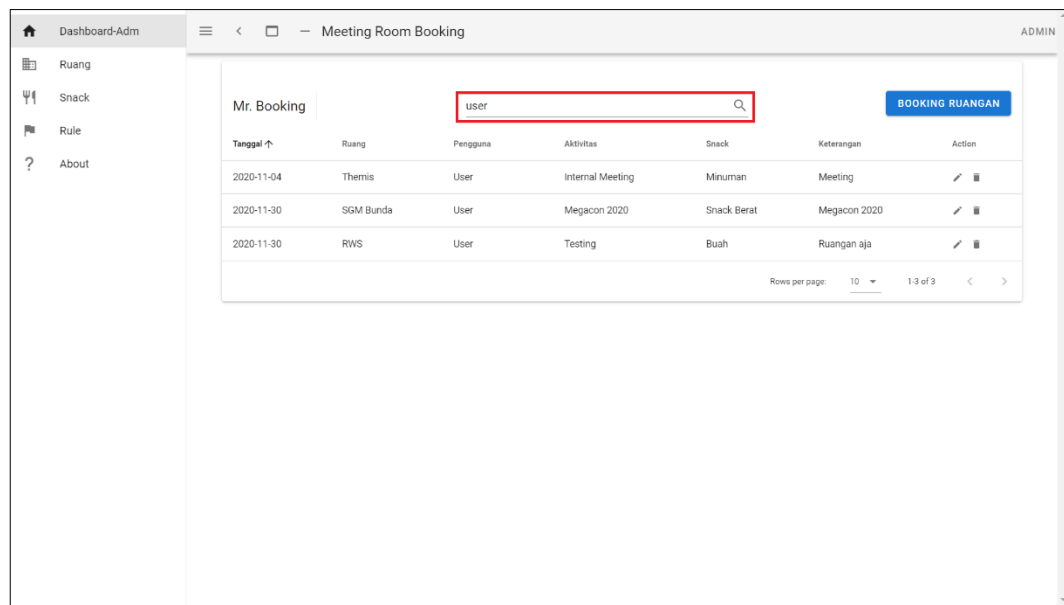 Dashboard-Adm
Ruang
Snack
Rule
? About
Meeting Room Booking
ADMIN
Mr. Booking
user
BOOKING RUANGAN
Tanggal Ruang Pengguna Aktivitas Snack Keterangan Action
2020-11-04 Themis User Internal Meeting Minuman Meeting
2020-11-30 SGM Bunda User Megacon 2020 Snack Berat Megacon 2020
2020-11-30 RWS User Testing Buah Ruangan aja
Rows per page: 10 1-3 of 3